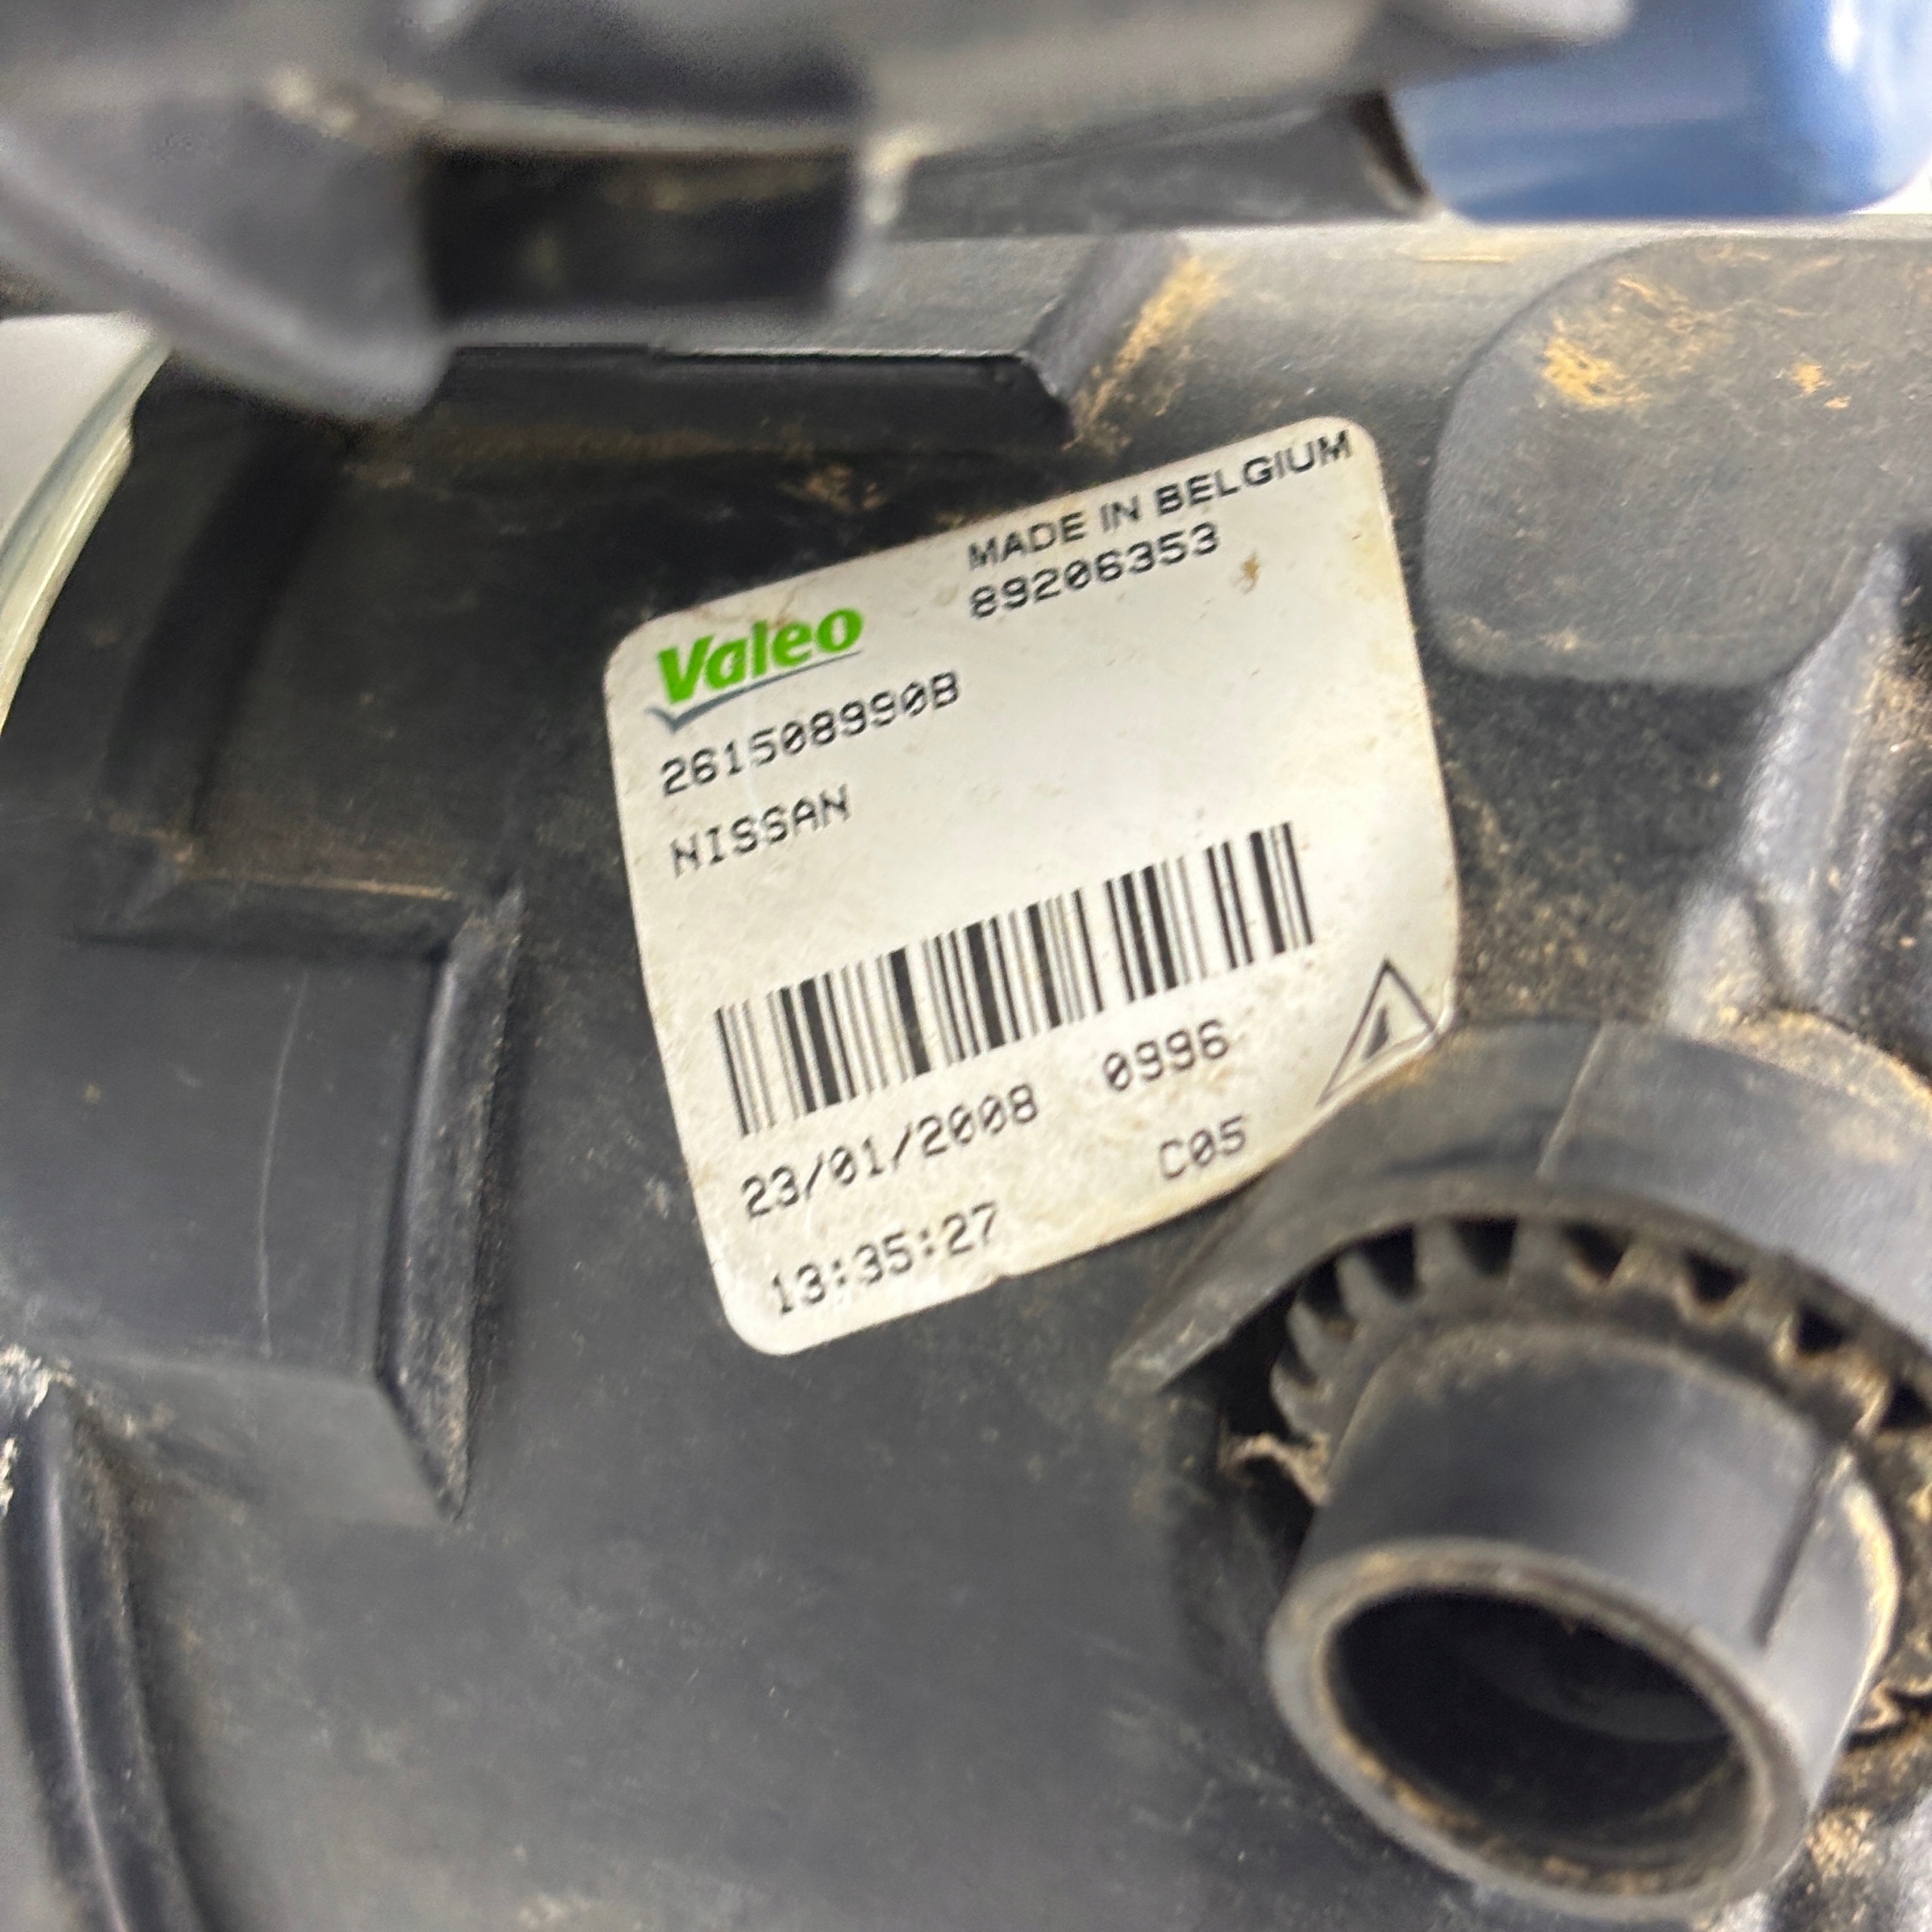 MADE IN BELGIUM
89206353
Valeo
261508990B
NISSAN
23/01/2008 0996
C05
13:35:27